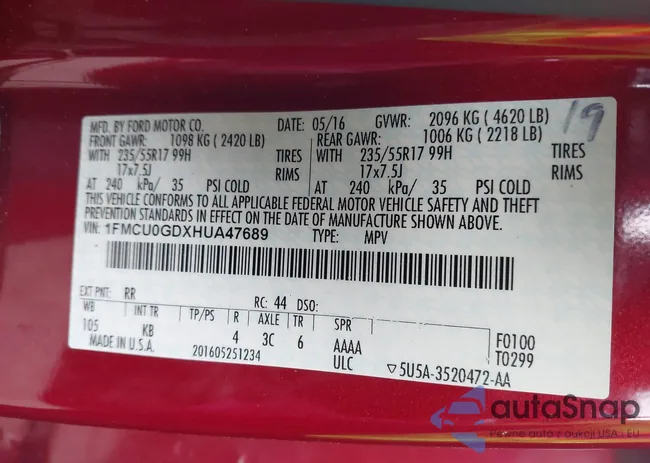 MFD. BY FORD MOTOR CO. DATE: 05/16 GVWR: 2096 KG ( 4620 LB)
FRONT GAWR: 1098 KG ( 2420 LB) REAR GAWR: 1006 KG ( 2218 LB)
WITH 235/55R17 99H TIRES WITH 235/55R17 99H TIRES
17x7.5J RIMS 17x7.5J RIMS
AT 240 kPa/ 35 PSI COLD AT 240 kPa/ 35 PSI COLD
THIS VEHICLE CONFORMS TO ALL APPLICABLE FEDERAL MOTOR VEHICLE SAFETY AND THEFT
PREVENTION STANDARDS IN EFFECT ON THE DATE OF MANUFACTURE SHOWN ABOVE.
VIN: 1FMCU0GDXHUA47689 TYPE: MPV
19
EXT PNT: RR RC: 44 DSO:
WB INT TR TP/PS R AXLE TR SPR
105 KB 4 3C 6 AAAA F0100
MADE IN U.S.A. 201605251234 ULC T0299
▽5U5A-3520472-AA
autaSnap
Pewne auta z aukcji USA i EU